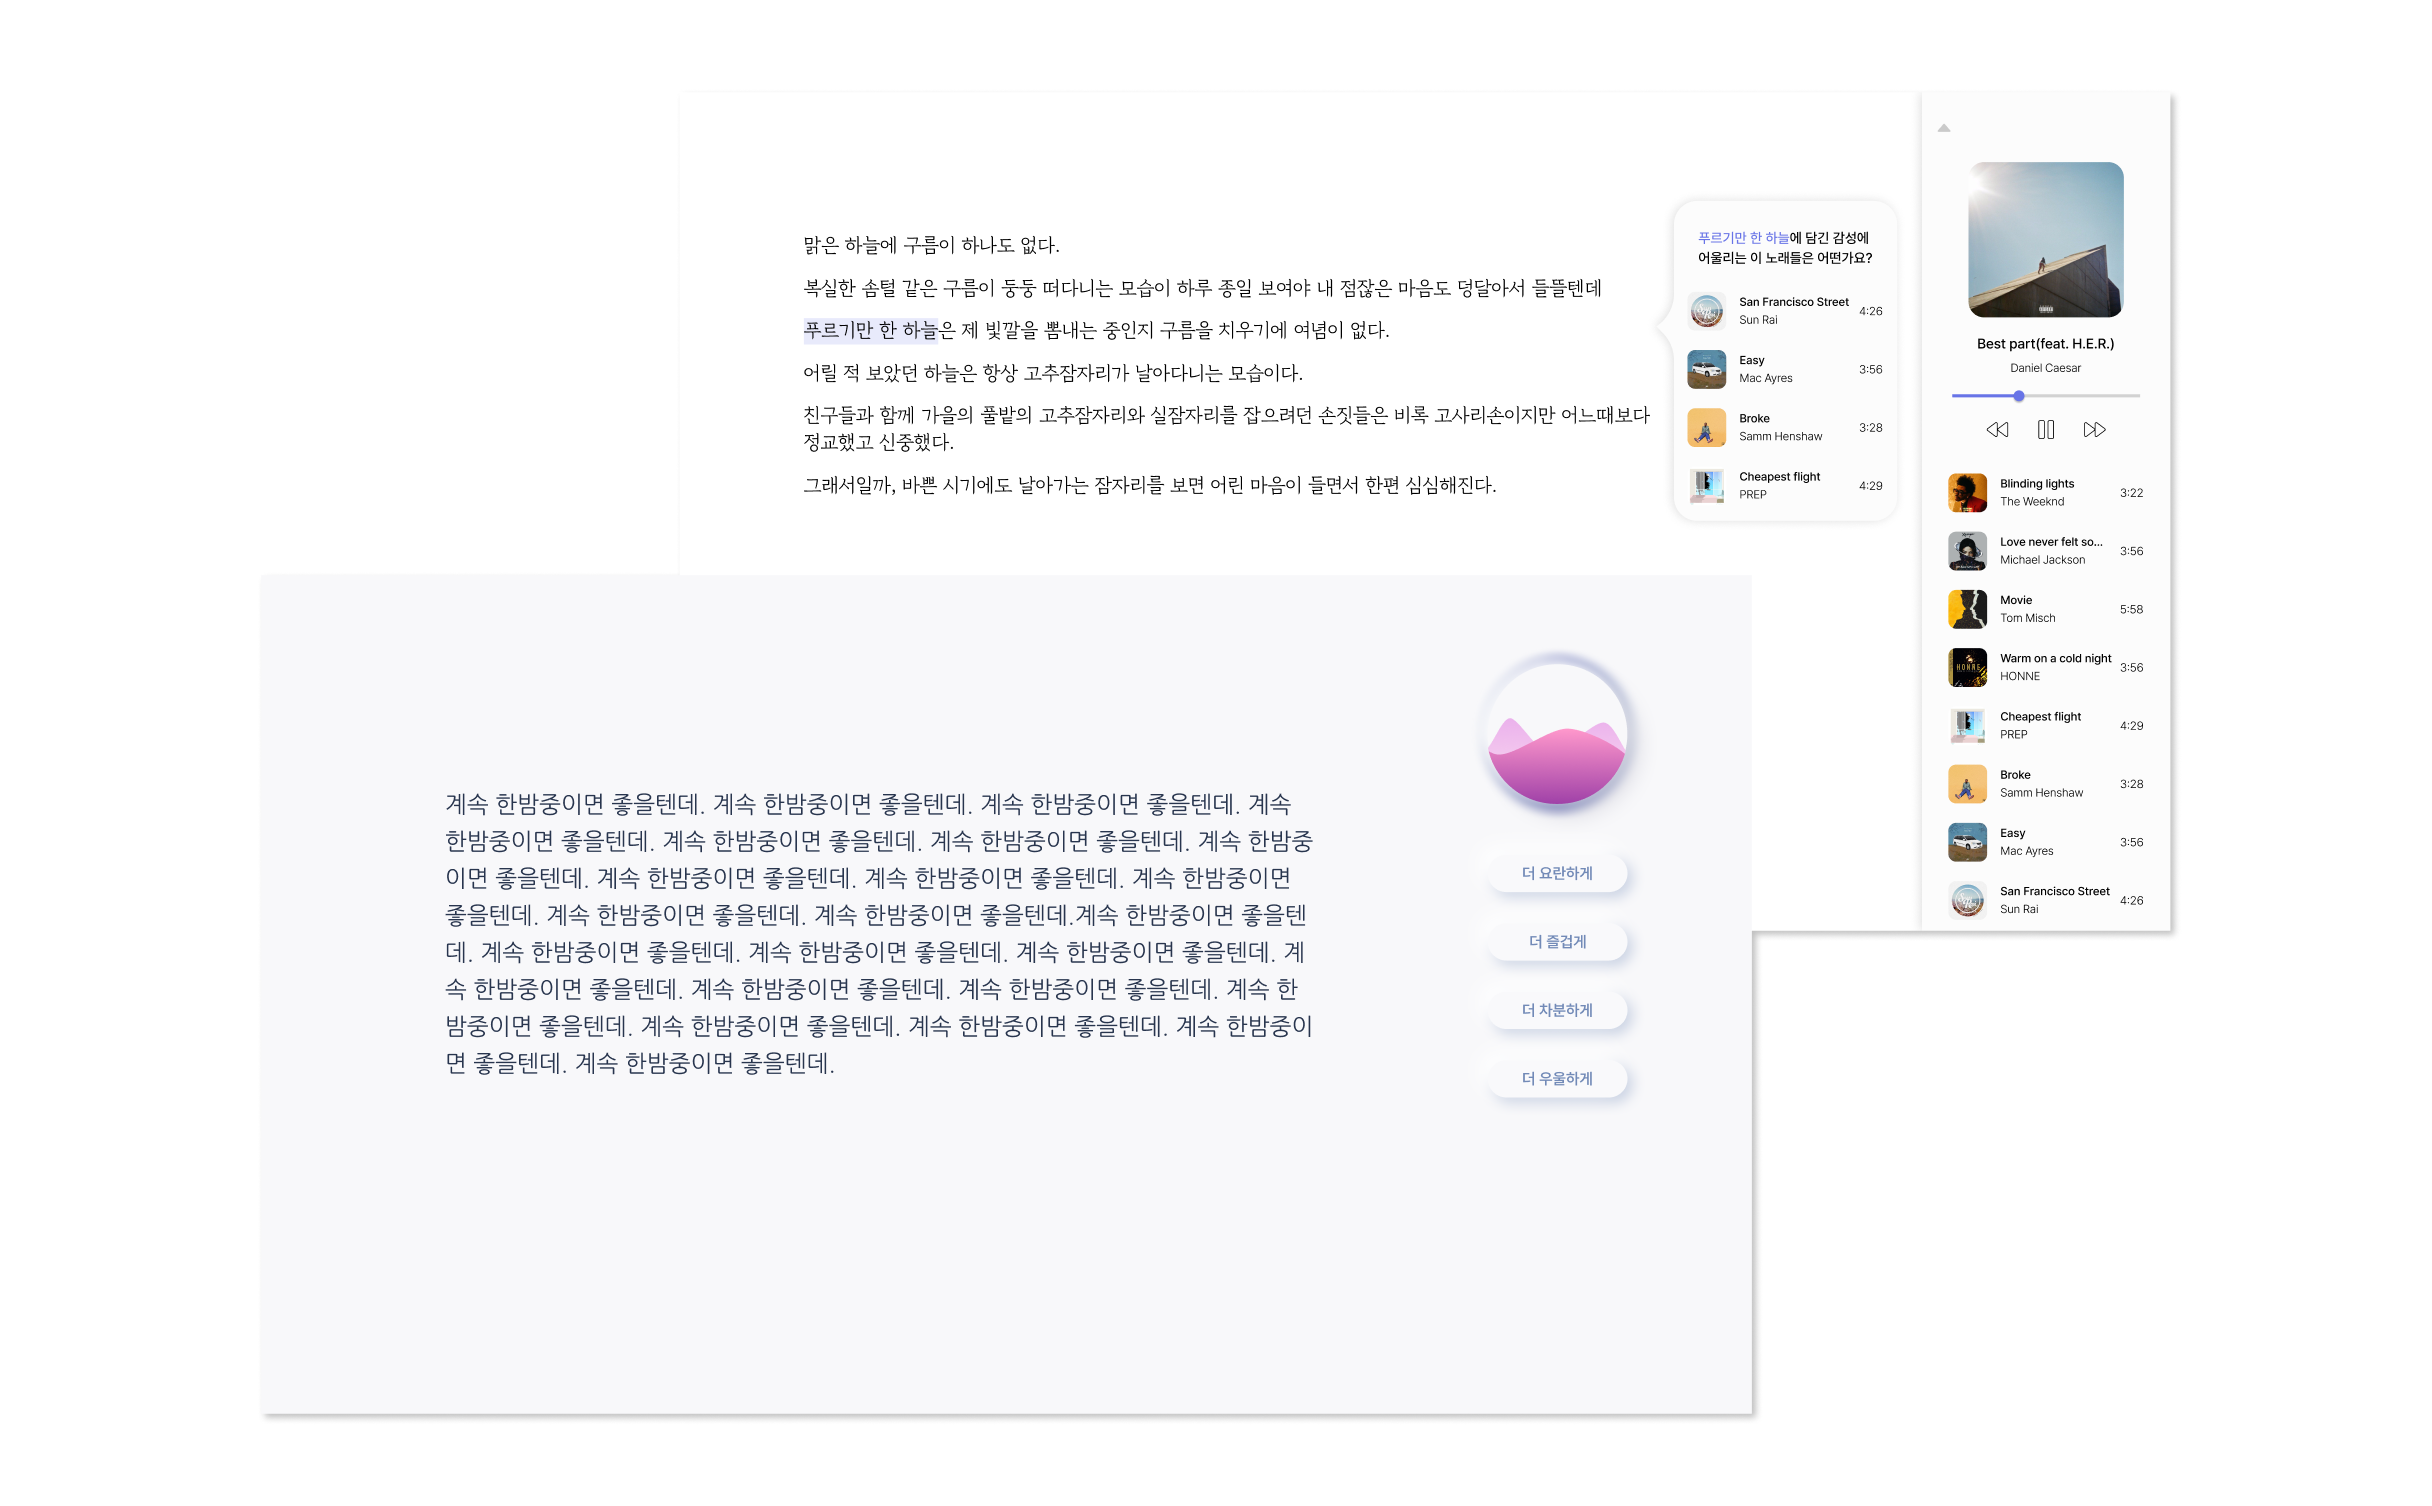 맑은 하늘에 구름이 하나도 없다.
복실한 솜털 같은 구름이 둥둥 떠다니는 모습이 하루 종일 보여야 내 점잖은 마음도 덩달아서 들뜰텐데
푸르기만 한 하늘은 제 빛깔을 뽐내는 중인지 구름을 치우기에 여념이 없다.
어릴 적 보았던 하늘은 항상 고추잠자리가 날아다니는 모습이다.
친구들과 함께 가을의 풀밭의 고추잠자리와 실잠자리를 잡으려던 손짓들은 비록 고사리손이지만 어느때보다
정교했고 신중했다.
그래서일까, 바쁜 시기에도 날아가는 잠자리를 보면 어린 마음이 들면서 한편 심심해진다.
푸르기만 한 하늘에 담긴 감성에
어울리는 이 노래들은 어떤가요?
San Francisco Street
Sun Rai
4:26
Easy
Mac Ayres
3:56
Broke
Samm Henshaw
3:28
Cheapest flight
PREP
4:29
Best part(feat. H.E.R.)
Daniel Caesar
Blinding lights
The Weeknd
3:22
Love never felt so...
Michael Jackson
3:56
Movie
Tom Misch
5:58
HONNE
Warm on a cold night
HONNE
3:56
Cheapest flight
PREP
4:29
Broke
Samm Henshaw
3:28
Easy
Mac Ayres
3:56
San Francisco Street
Sun Rai
4:26
계속 한밤중이면 좋을텐데. 계속 한밤중이면 좋을텐데. 계속 한밤중이면 좋을텐데. 계속
한밤중이면 좋을텐데. 계속 한밤중이면 좋을텐데. 계속 한밤중이면 좋을텐데. 계속 한밤중
이면 좋을텐데. 계속 한밤중이면 좋을텐데. 계속 한밤중이면 좋을텐데. 계속 한밤중이면
좋을텐데. 계속 한밤중이면 좋을텐데. 계속 한밤중이면 좋을텐데.계속 한밤중이면 좋을텐
데. 계속 한밤중이면 좋을텐데. 계속 한밤중이면 좋을텐데. 계속 한밤중이면 좋을텐데. 계
속 한밤중이면 좋을텐데. 계속 한밤중이면 좋을텐데. 계속 한밤중이면 좋을텐데. 계속 한
밤중이면 좋을텐데. 계속 한밤중이면 좋을텐데. 계속 한밤중이면 좋을텐데. 계속 한밤중이
면 좋을텐데. 계속 한밤중이면 좋을텐데.
더 요란하게
더 즐겁게
더 차분하게
더 우울하게